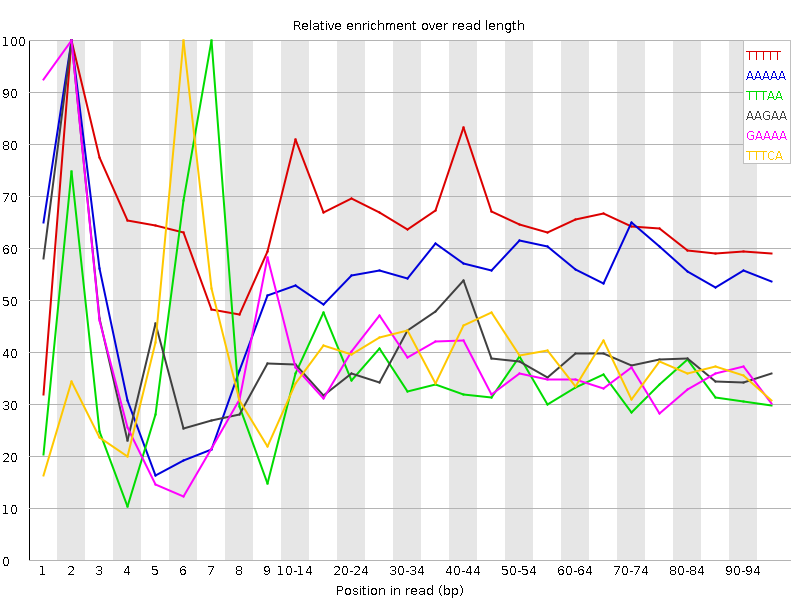 Relative enrichment over read length
100
90
80
70
60
50
40
30
20
10
0
TTTTT
AAAAA
TTTAA
AAGAA
GAAAA
TTTCA
1 2 3 4 5 6 7 8 9 10-14 20-24 30-34 40-44 50-54 60-64 70-74 80-84 90-94
Position in read (bp)